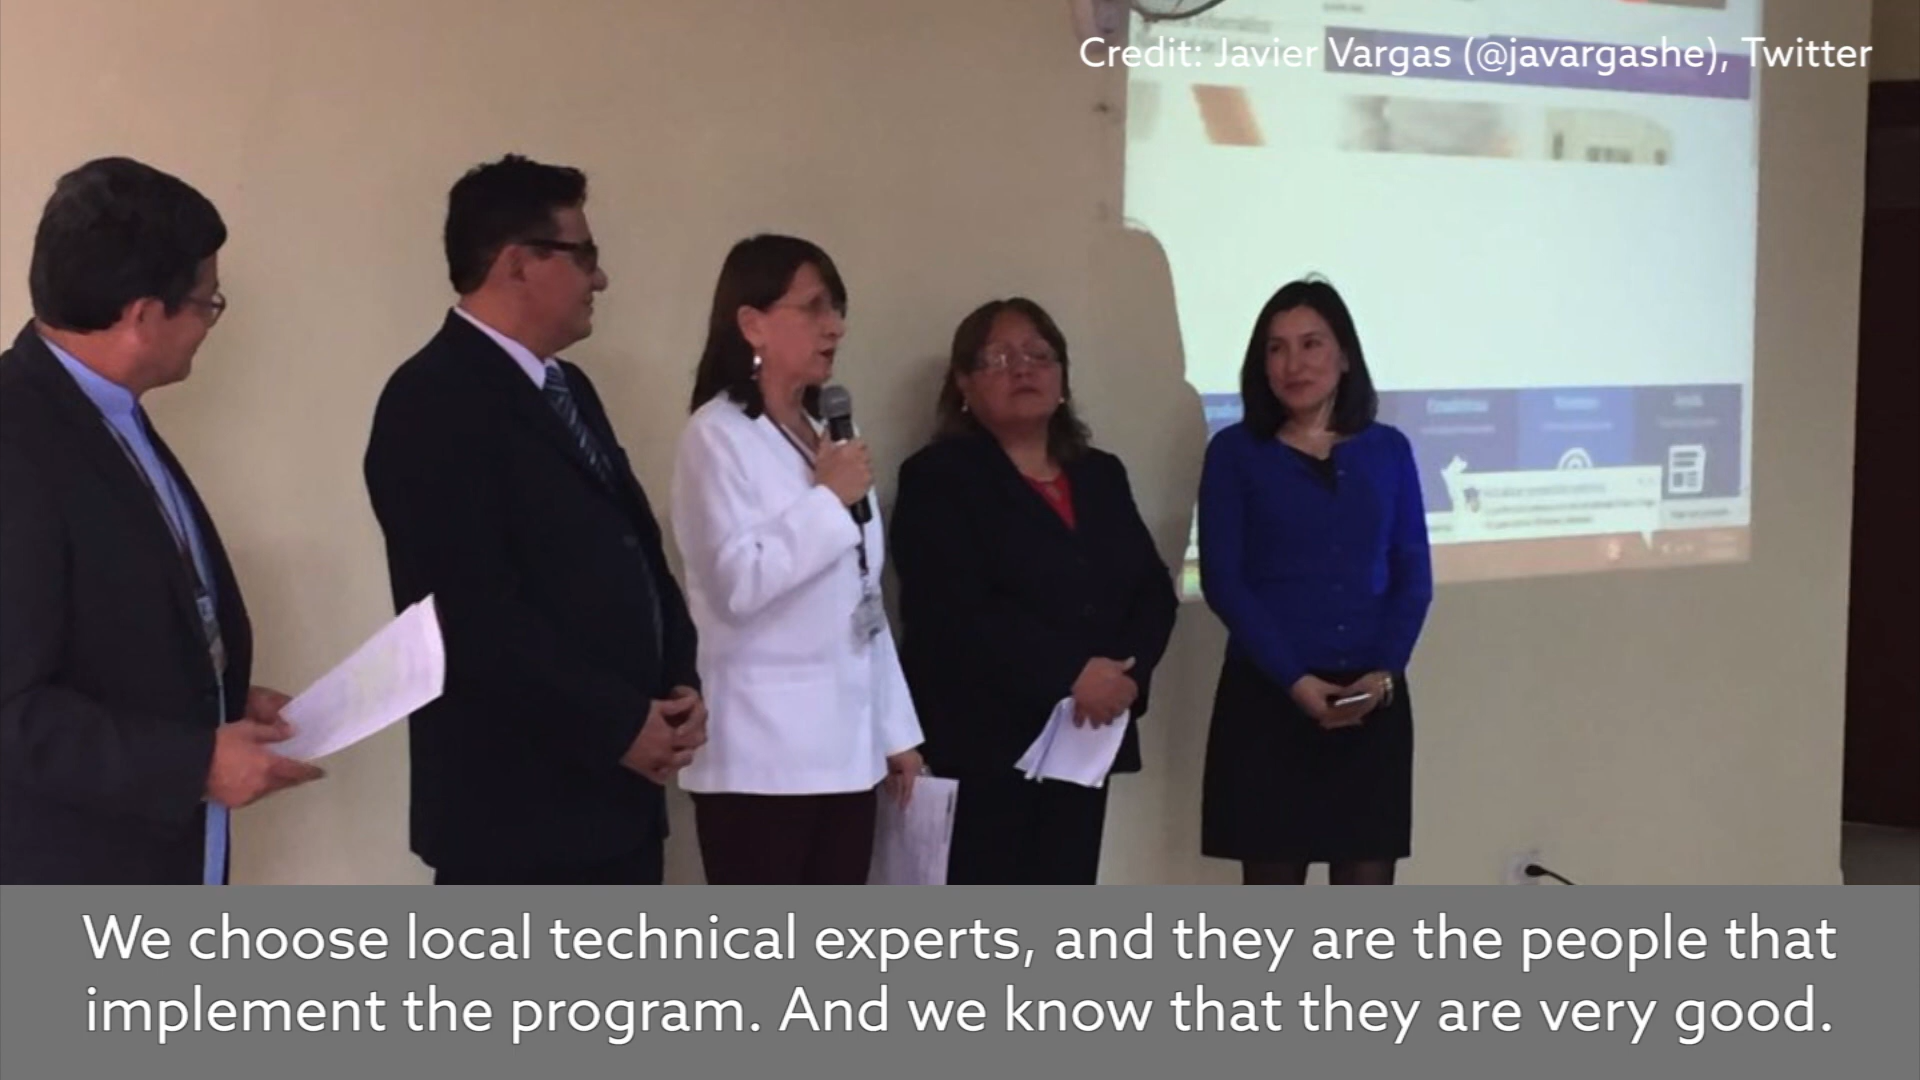 Credit: Javier Vargas (@javargashe), Twitter
We choose local technical experts, and they are the people that
implement the program. And we know that they are very good.